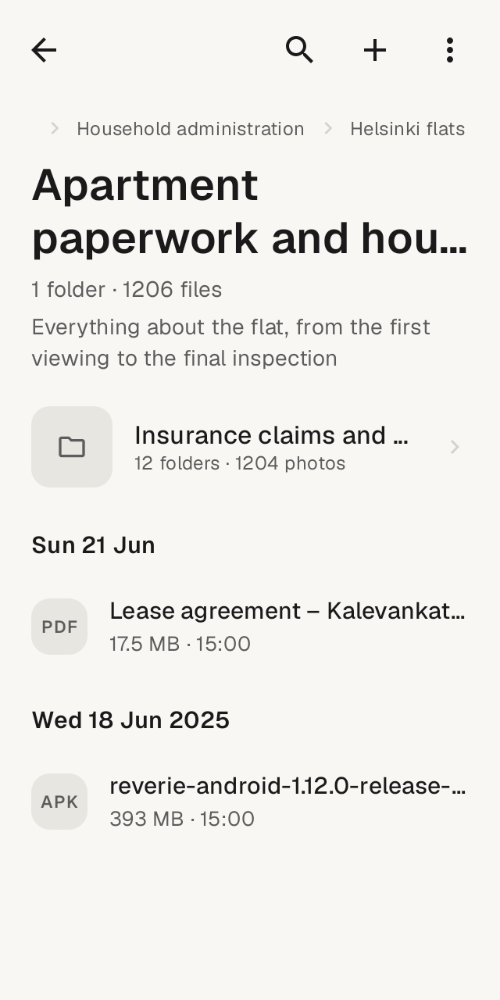 Household administration
Helsinki flats
Apartment
paperwork and hou...
1 folder · 1206 files
Everything about the flat, from the first
viewing to the final inspection
Insurance claims and ...
12 folders · 1204 photos
Sun 21 Jun
PDF
Lease agreement – Kalevankat...
17.5 MB · 15:00
Wed 18 Jun 2025
APK
reverie-android-1.12.0-release-...
393 MB · 15:00